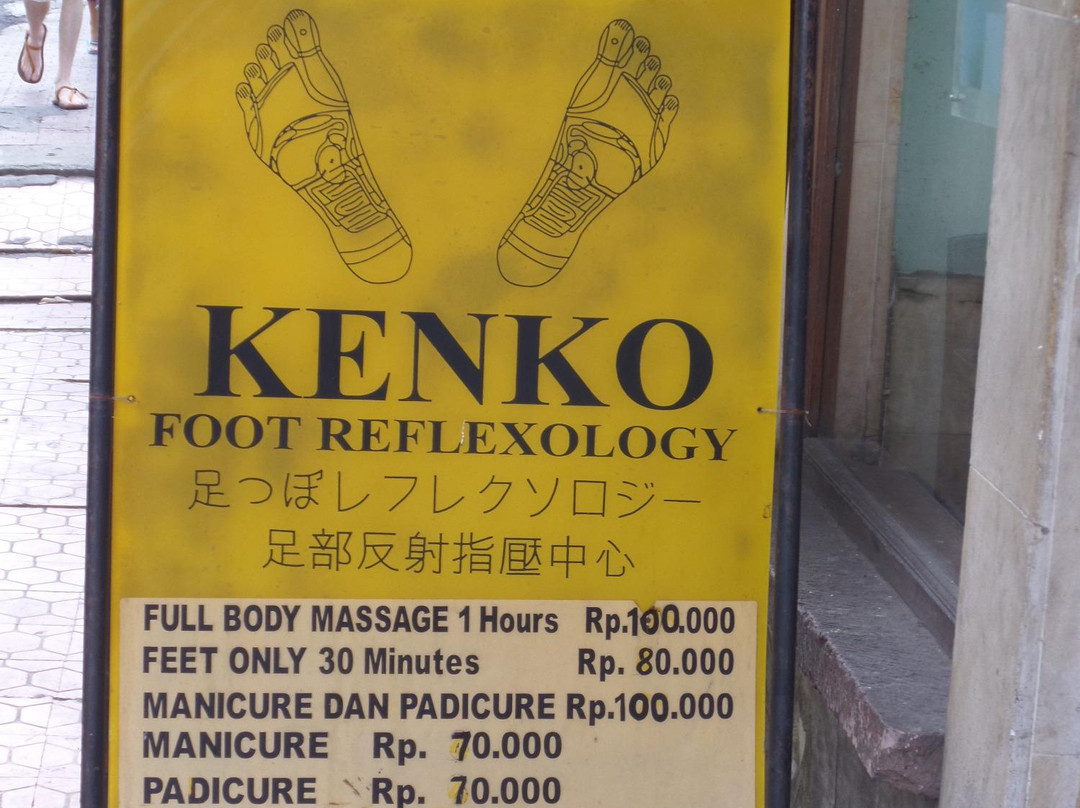 KENKO
FOOT REFLEXOLOGY
足つぼレフレクソロジー
足部反射指壓中心
FULL BODY MASSAGE 1 Hours Rp.100.000
FEET ONLY 30 Minutes Rp. 80.000
MANICURE DAN PADICURE Rp.100.000
MANICURE Rp. 70.000
PADICURE Rp. 70.000